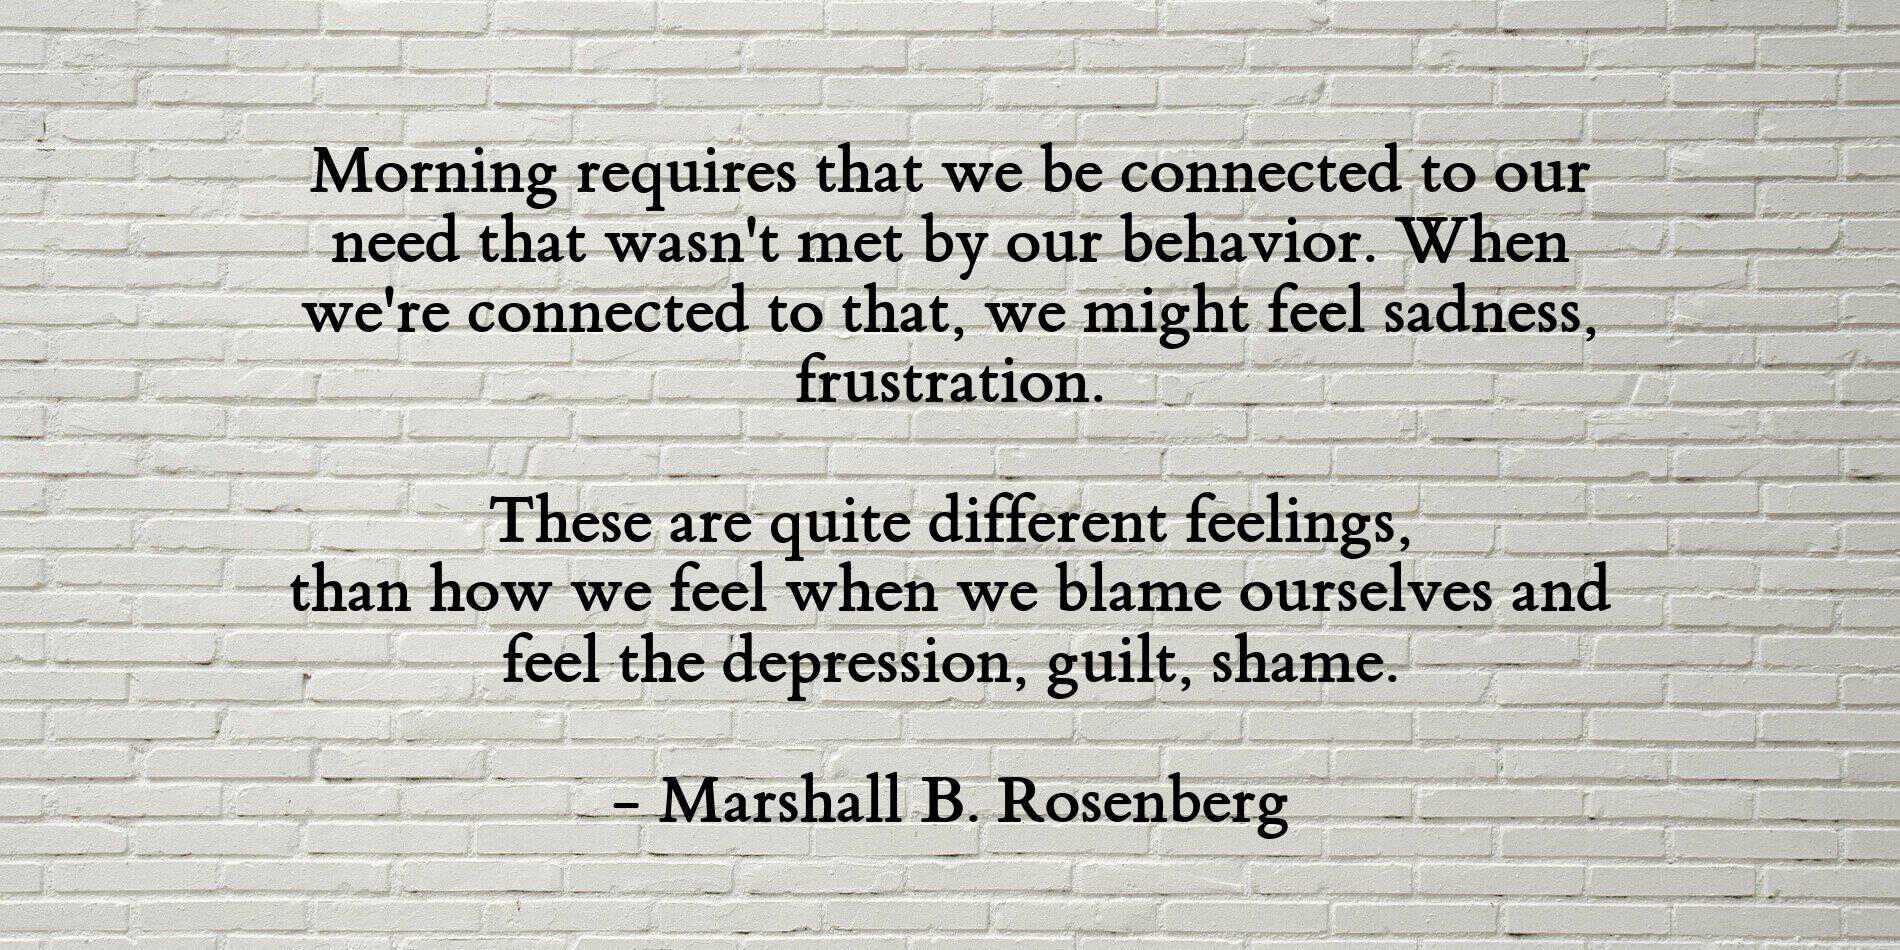 Morning requires that we be connected to our
need that wasn't met by our behavior. When
we're connected to that, we might feel sadness,
frustration.
These are quite different feelings,
than how we feel when we blame ourselves and
feel the depression, guilt, shame.
- Marshall B. Rosenberg